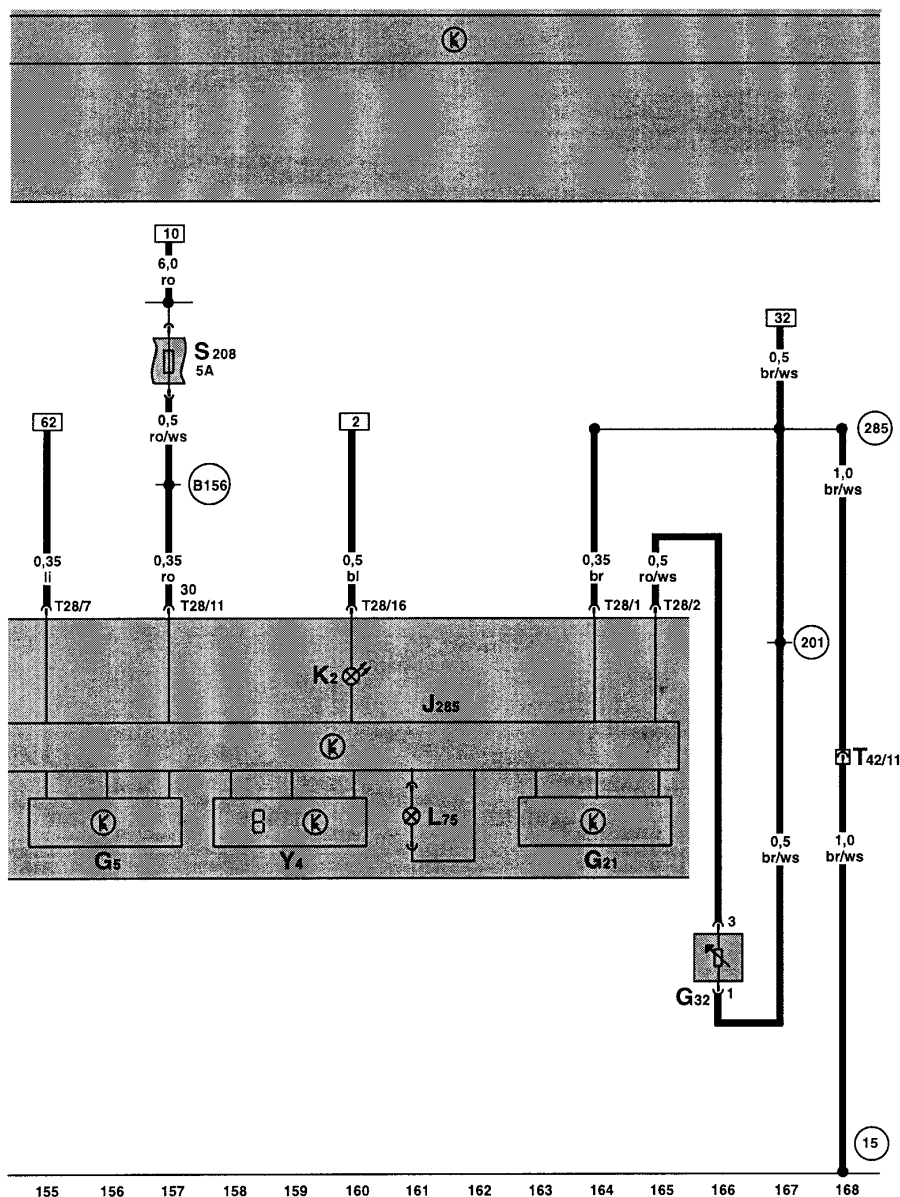 10
6,0
ro
S 208
5A
32
0,5
br/ws
62
0,5
ro/ws
2
285
B156
1,0
br/ws
0,35
li
0,35
ro
30
0,5
bl
0,35
br
0,5
ro/ws
T28/7
T28/11
T28/16
T28/1
T28/2
201
K2
J285
T42/11
L75
G5
Y4
G21
0,5
br/ws
1,0
br/ws
3
G32
1
15
155 156 157 158 159 160 161 162 163 164 165 166 167 168